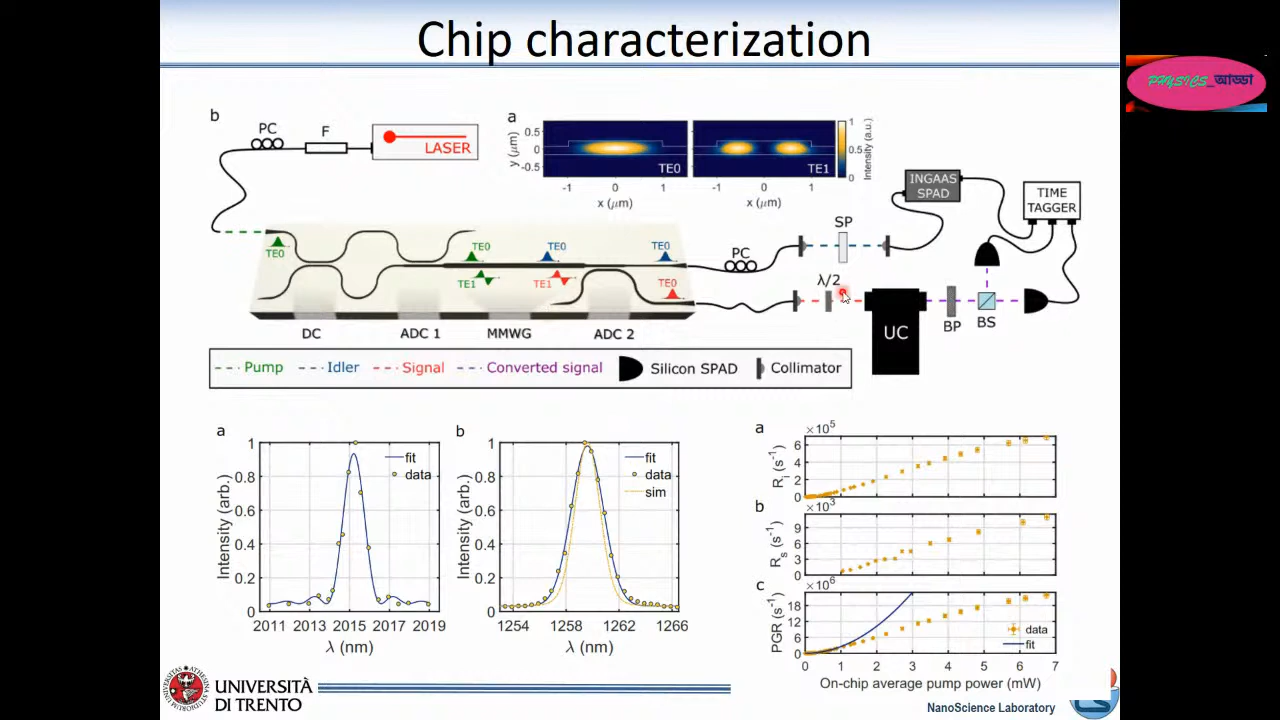 Chip characterization
PHYSICS_আড্ডা
b
PC
F
LASER
a
y (μm)
0.5
0
-0.5
TE0
TE1
-1 0 1
-1 0 1
x (μm)
x (μm)
1
0.5
0
Intensity (a.u.)
INGAAS
SPAD
TIME
TAGGER
SP
PC
TE0
TE0
TE1
TE0
TE1
TE0
TE0
λ/2
UC
BP
BS
DC
ADC 1
MMWG
ADC 2
Pump
Idler
Signal
Converted signal
Silicon SPAD
Collimator
a
Intensity (arb.)
1
0.8
0.6
0.4
0.2
0
fit
data
2011 2013 2015 2017 2019
λ (nm)
b
Intensity (arb.)
1
0.8
0.6
0.4
0.2
0
fit
data
sim
1254 1258 1262 1266
λ (nm)
a
×10⁵
Rᵢ (s⁻¹)
6
4
2
0
b
×10³
Rₛ (s⁻¹)
9
6
3
0
c
×10⁶
PGR (s⁻¹)
18
12
6
0
data
fit
0 1 2 3 4 5 6 7
On-chip average pump power (mW)
UNIVERSITÀ
DI TRENTO
NanoScience Laboratory